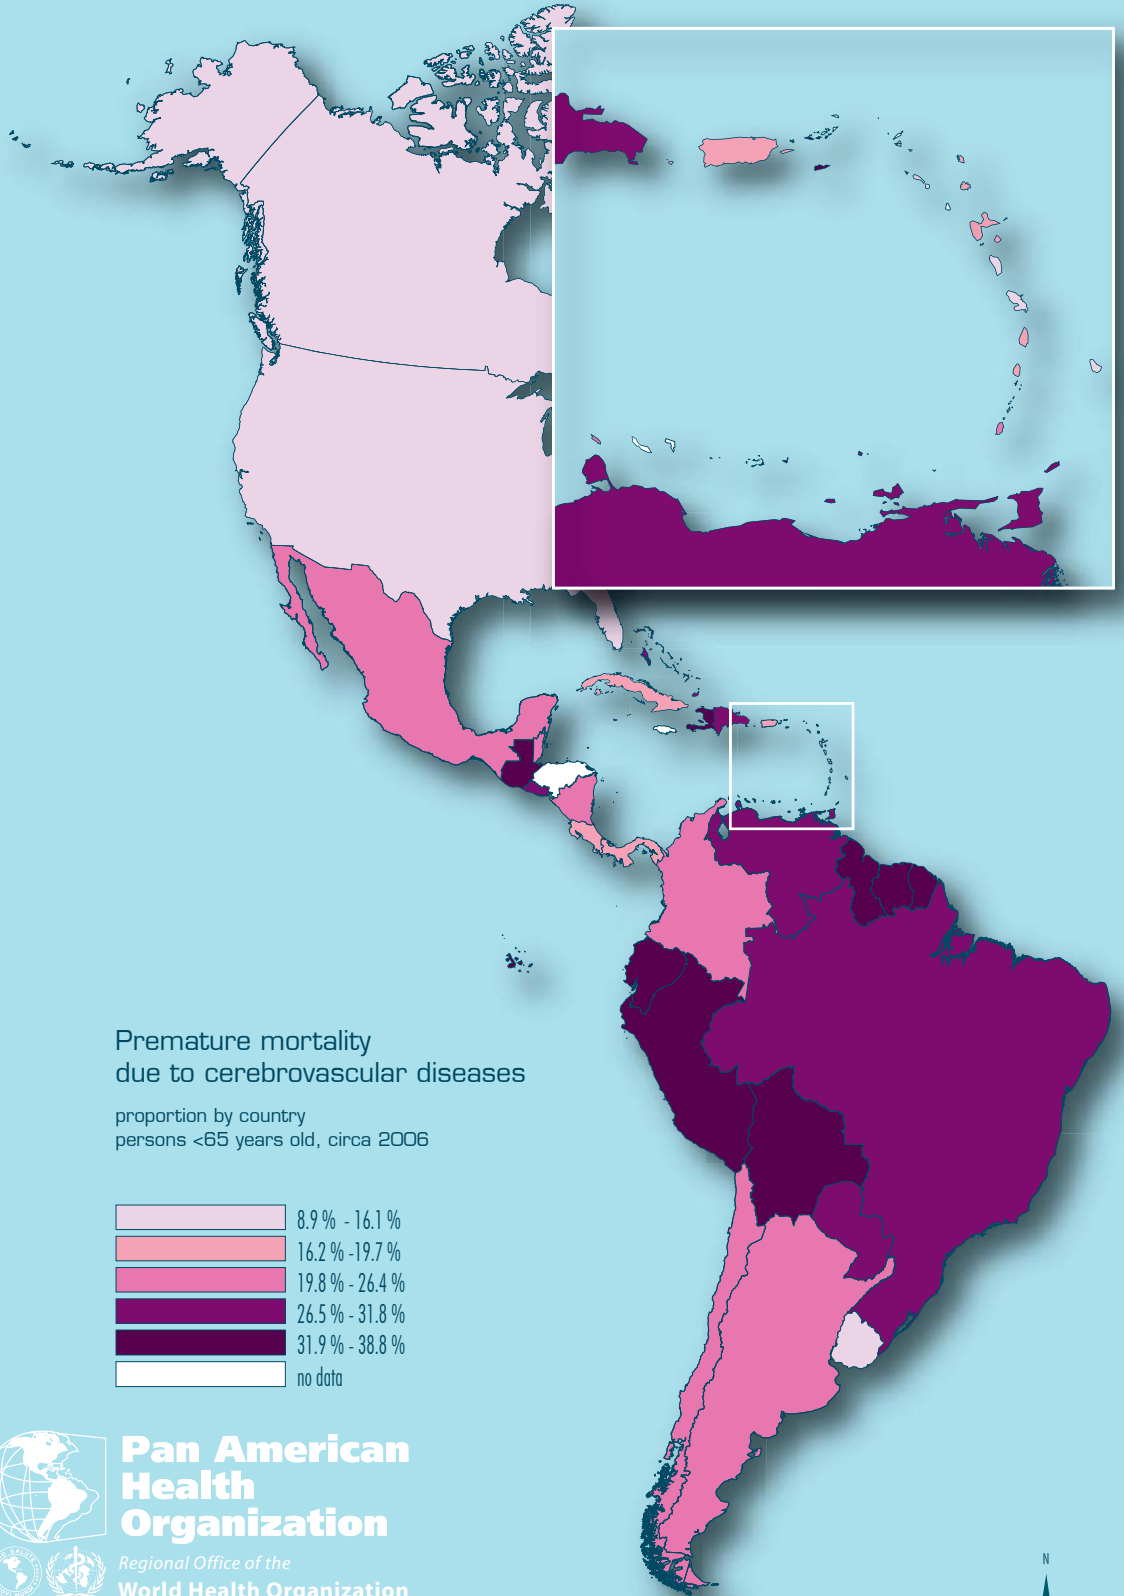 Premature mortality
due to cerebrovascular diseases
proportion by country
persons <65 years old, circa 2006
8.9 % - 16.1 %
16.2 % -19.7 %
19.8 % - 26.4 %
26.5 % - 31.8 %
31.9 % - 38.8 %
no data
Pan American
Health
Organization
Regional Office of the
World Health Organization
N